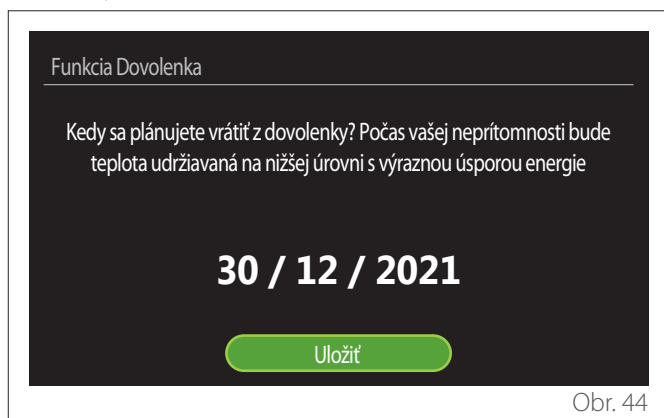 Funkcia Dovolenka
Kedy sa plánujete vrátiť z dovolenky? Počas vašej neprítomnosti bude
teplota udržiavaná na nižšej úrovni s výraznou úsporou energie
30 / 12 / 2021
Uložiť
Obr. 44